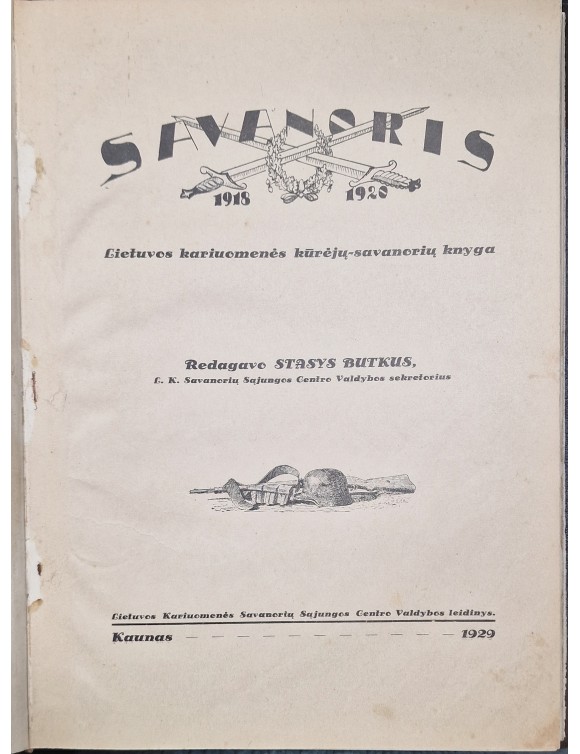 SAVANORIS
1918 1920
Lietuvos kariuomenės kūrėjų-savanorių knyga
Redagavo STASYS BUTKUS,
L. K. Savanorių Sąjungos Centro Valdybos sekretorius
Lietuvos Kariuomenės Savanorių Sąjungos Centro Valdybos leidinys.
Kaunas — — — — — — — — — — 1929